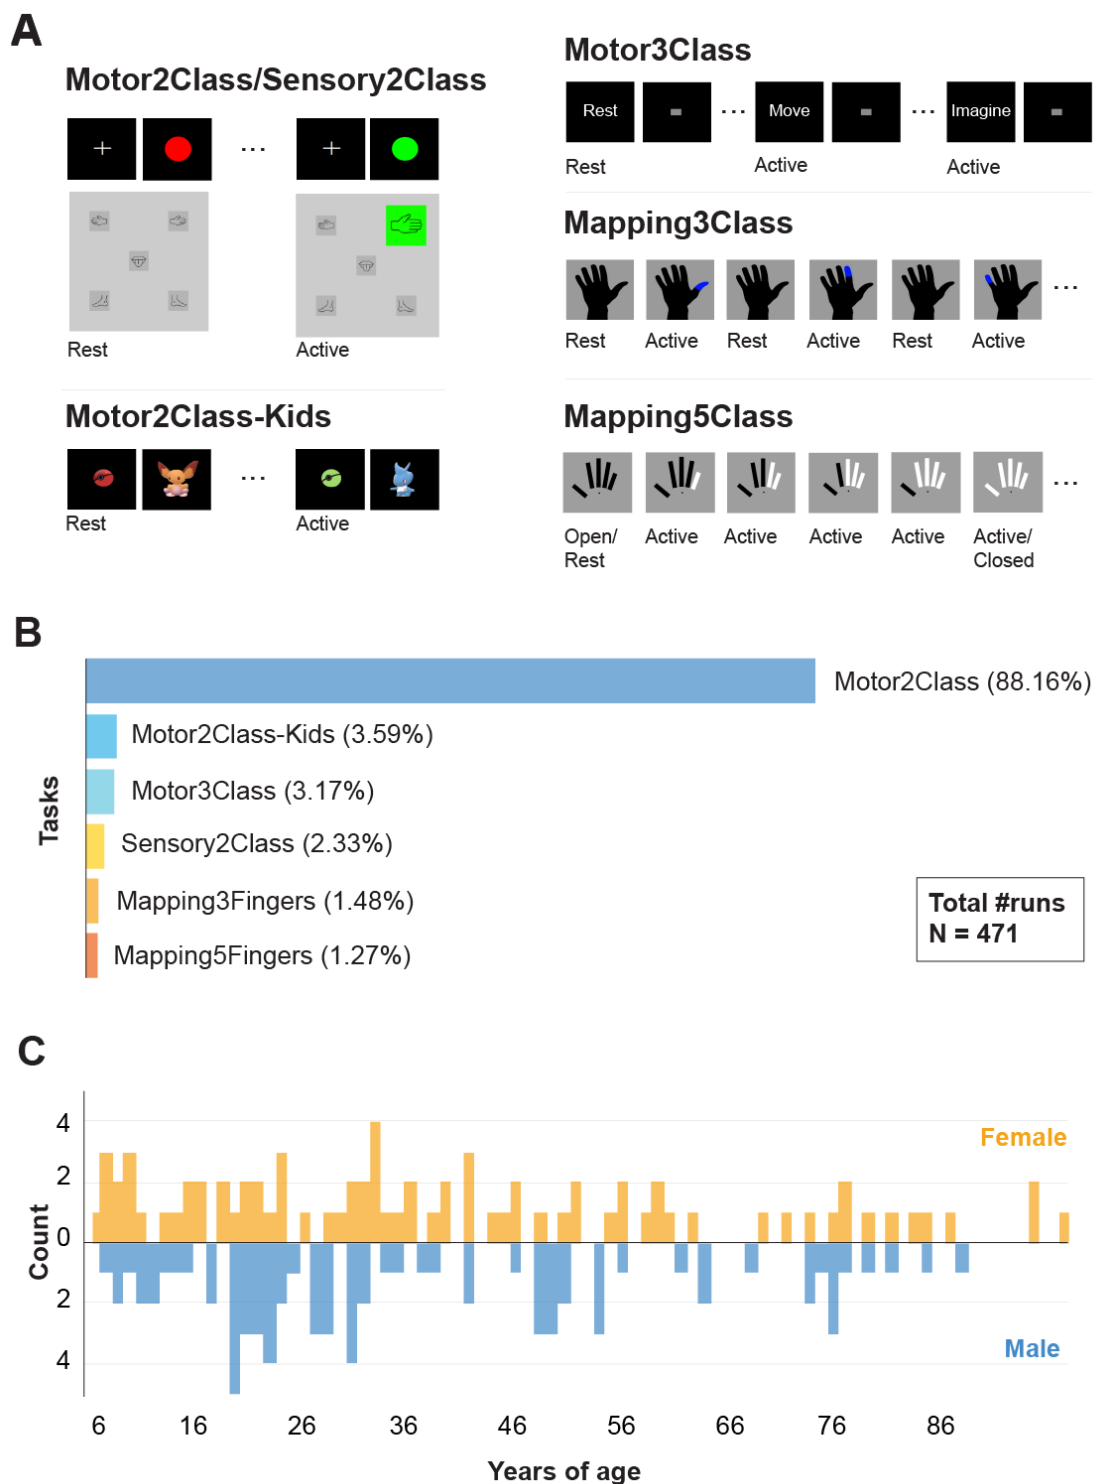 A
Motor2Class/Sensory2Class
Rest
Active
Motor2Class-Kids
Rest
Active
Motor3Class
Rest
Move
Imagine
Rest
Active
Active
Mapping3Class
Rest
Active
Rest
Active
Rest
Active
Mapping5Class
Open/
Rest
Active
Active
Active
Active
Active/
Closed
B
Tasks
Motor2Class (88.16%)
Motor2Class-Kids (3.59%)
Motor3Class (3.17%)
Sensory2Class (2.33%)
Mapping3Fingers (1.48%)
Mapping5Fingers (1.27%)
Total #runs
N = 471
C
Count
4
2
0
2
4
Female
Male
6 16 26 36 46 56 66 76 86
Years of age